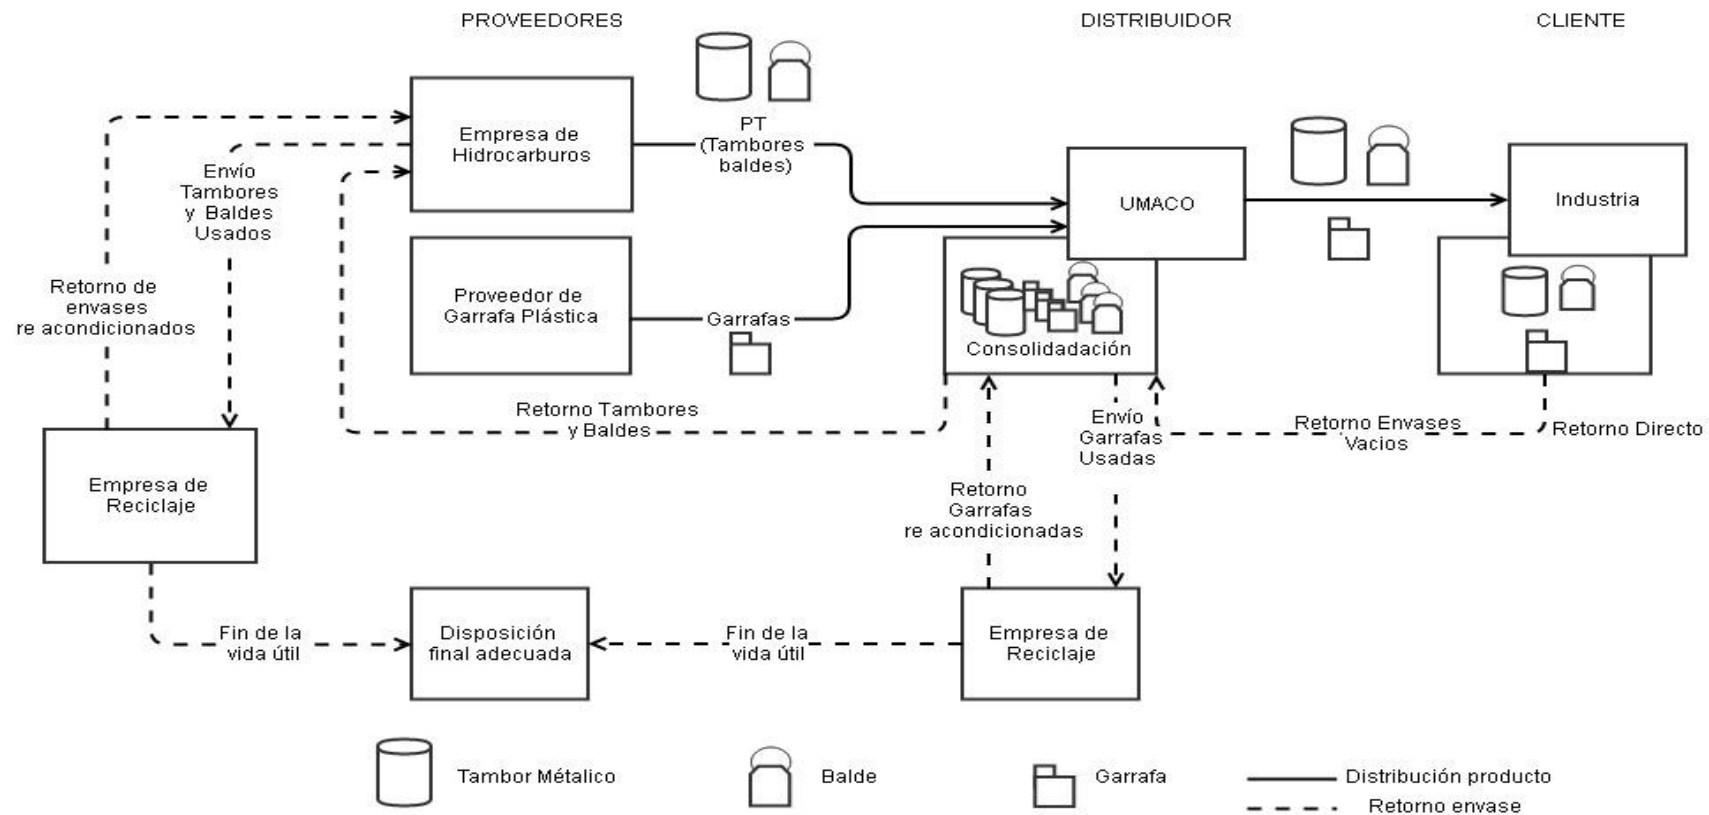 PROVEEDORES
DISTRIBUIDOR
CLIENTE
Empresa de
Hidrocarburos
PT
(Tambores
baldes)
UMACO
Industria
Envío
Tambores
y Baldes
Usados
Proveedor de
Garrafa Plástica
Garrafas
Consolidadación
Retorno de
envases
re acondicionados
Retorno Tambores
y Baldes
Envío
Garrafas
Usadas
Retorno Envases
Vacios
Retorno Directo
Empresa de
Reciclaje
Retorno
Garrafas
re acondicionadas
Fin de la
vida útil
Disposición
final adecuada
Fin de la
vida útil
Empresa de
Reciclaje
Tambor Métalico
Balde
Garrafa
Distribución producto
Retorno envase